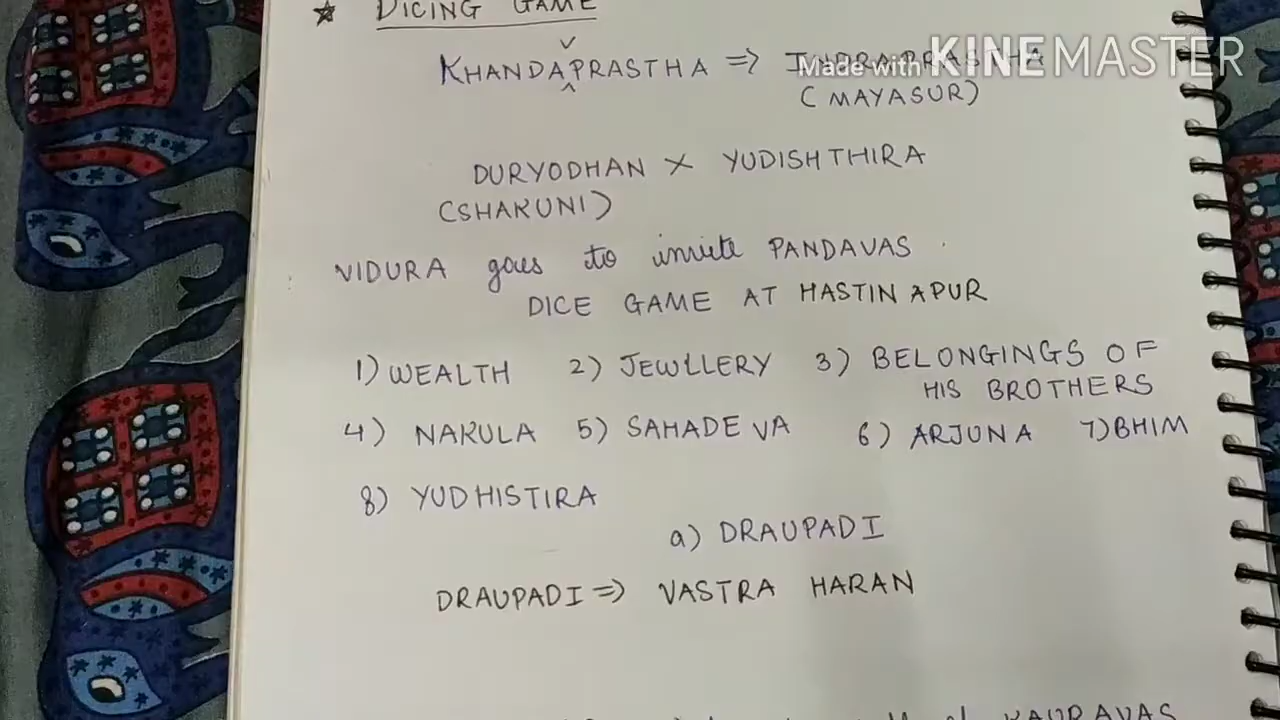 ☆ DICING GAME
KHANDAPRASTHA => INDRAPRASTHA
Made with KINEMASTER
(MAYASUR)
DURYODHAN X YUDISHTHIRA
(SHAKUNI)
VIDURA goes to invite PANDAVAS
DICE GAME AT HASTINAPUR
1) WEALTH 2) JEWLLERY 3) BELONGINGS OF
HIS BROTHERS
4) NAKULA 5) SAHADEVA 6) ARJUNA 7) BHIM
8) YUDHISTIRA
a) DRAUPADI
DRAUPADI => VASTRA HARAN
KAURAVAS